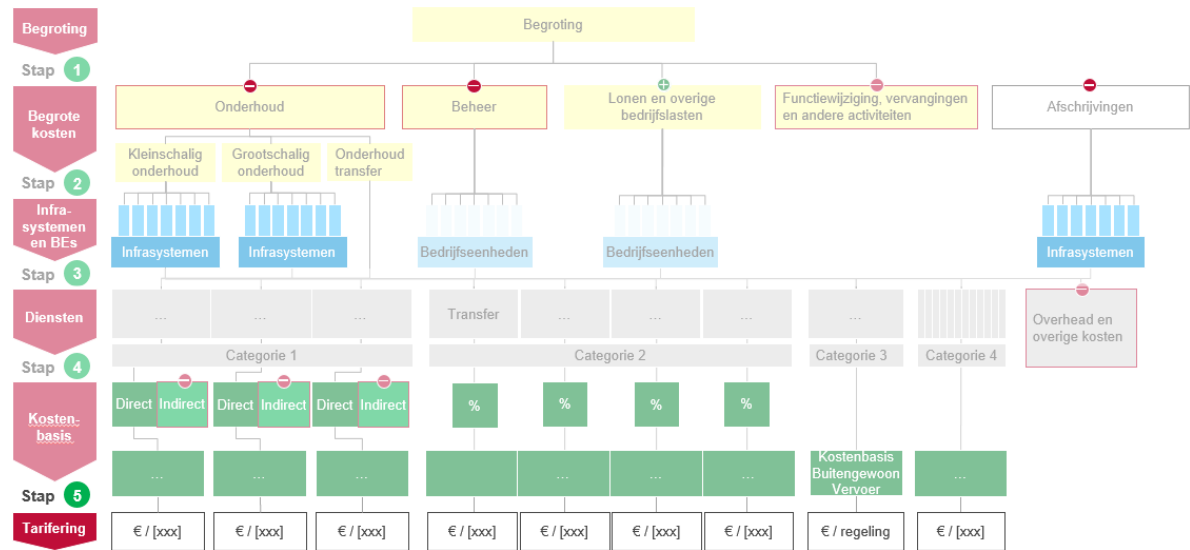 Begroting
Begroting
Stap 1
Begrote
kosten
Onderhoud
Beheer
Lonen en overige
bedrijfslasten
Functiewijziging, vervangingen
en andere activiteiten
Afschrijvingen
Kleinschalig
onderhoud
Grootschalig
onderhoud
Onderhoud
transfer
Stap 2
Infra-
systemen
en BEs
Infrasystemen
Infrasystemen
Bedrijfseenheden
Bedrijfseenheden
Infrasystemen
Stap 3
Diensten
...
...
...
Transfer
...
...
...
...
...
Overhead en
overige kosten
Stap 4
Categorie 1
Categorie 2
Categorie 3
Categorie 4
Kosten-
basis
Direct Indirect
Direct Indirect
Direct Indirect
%
%
%
%
...
...
...
...
...
...
Kostenbasis
Buitengewoon
Vervoer
...
Stap 5
Tarifering
€ / [xxx]
€ / [xxx]
€ / [xxx]
€ / [xxx]
€ / [xxx]
€ / [xxx]
€ / [xxx]
€ / regeling
€ / [xxx]